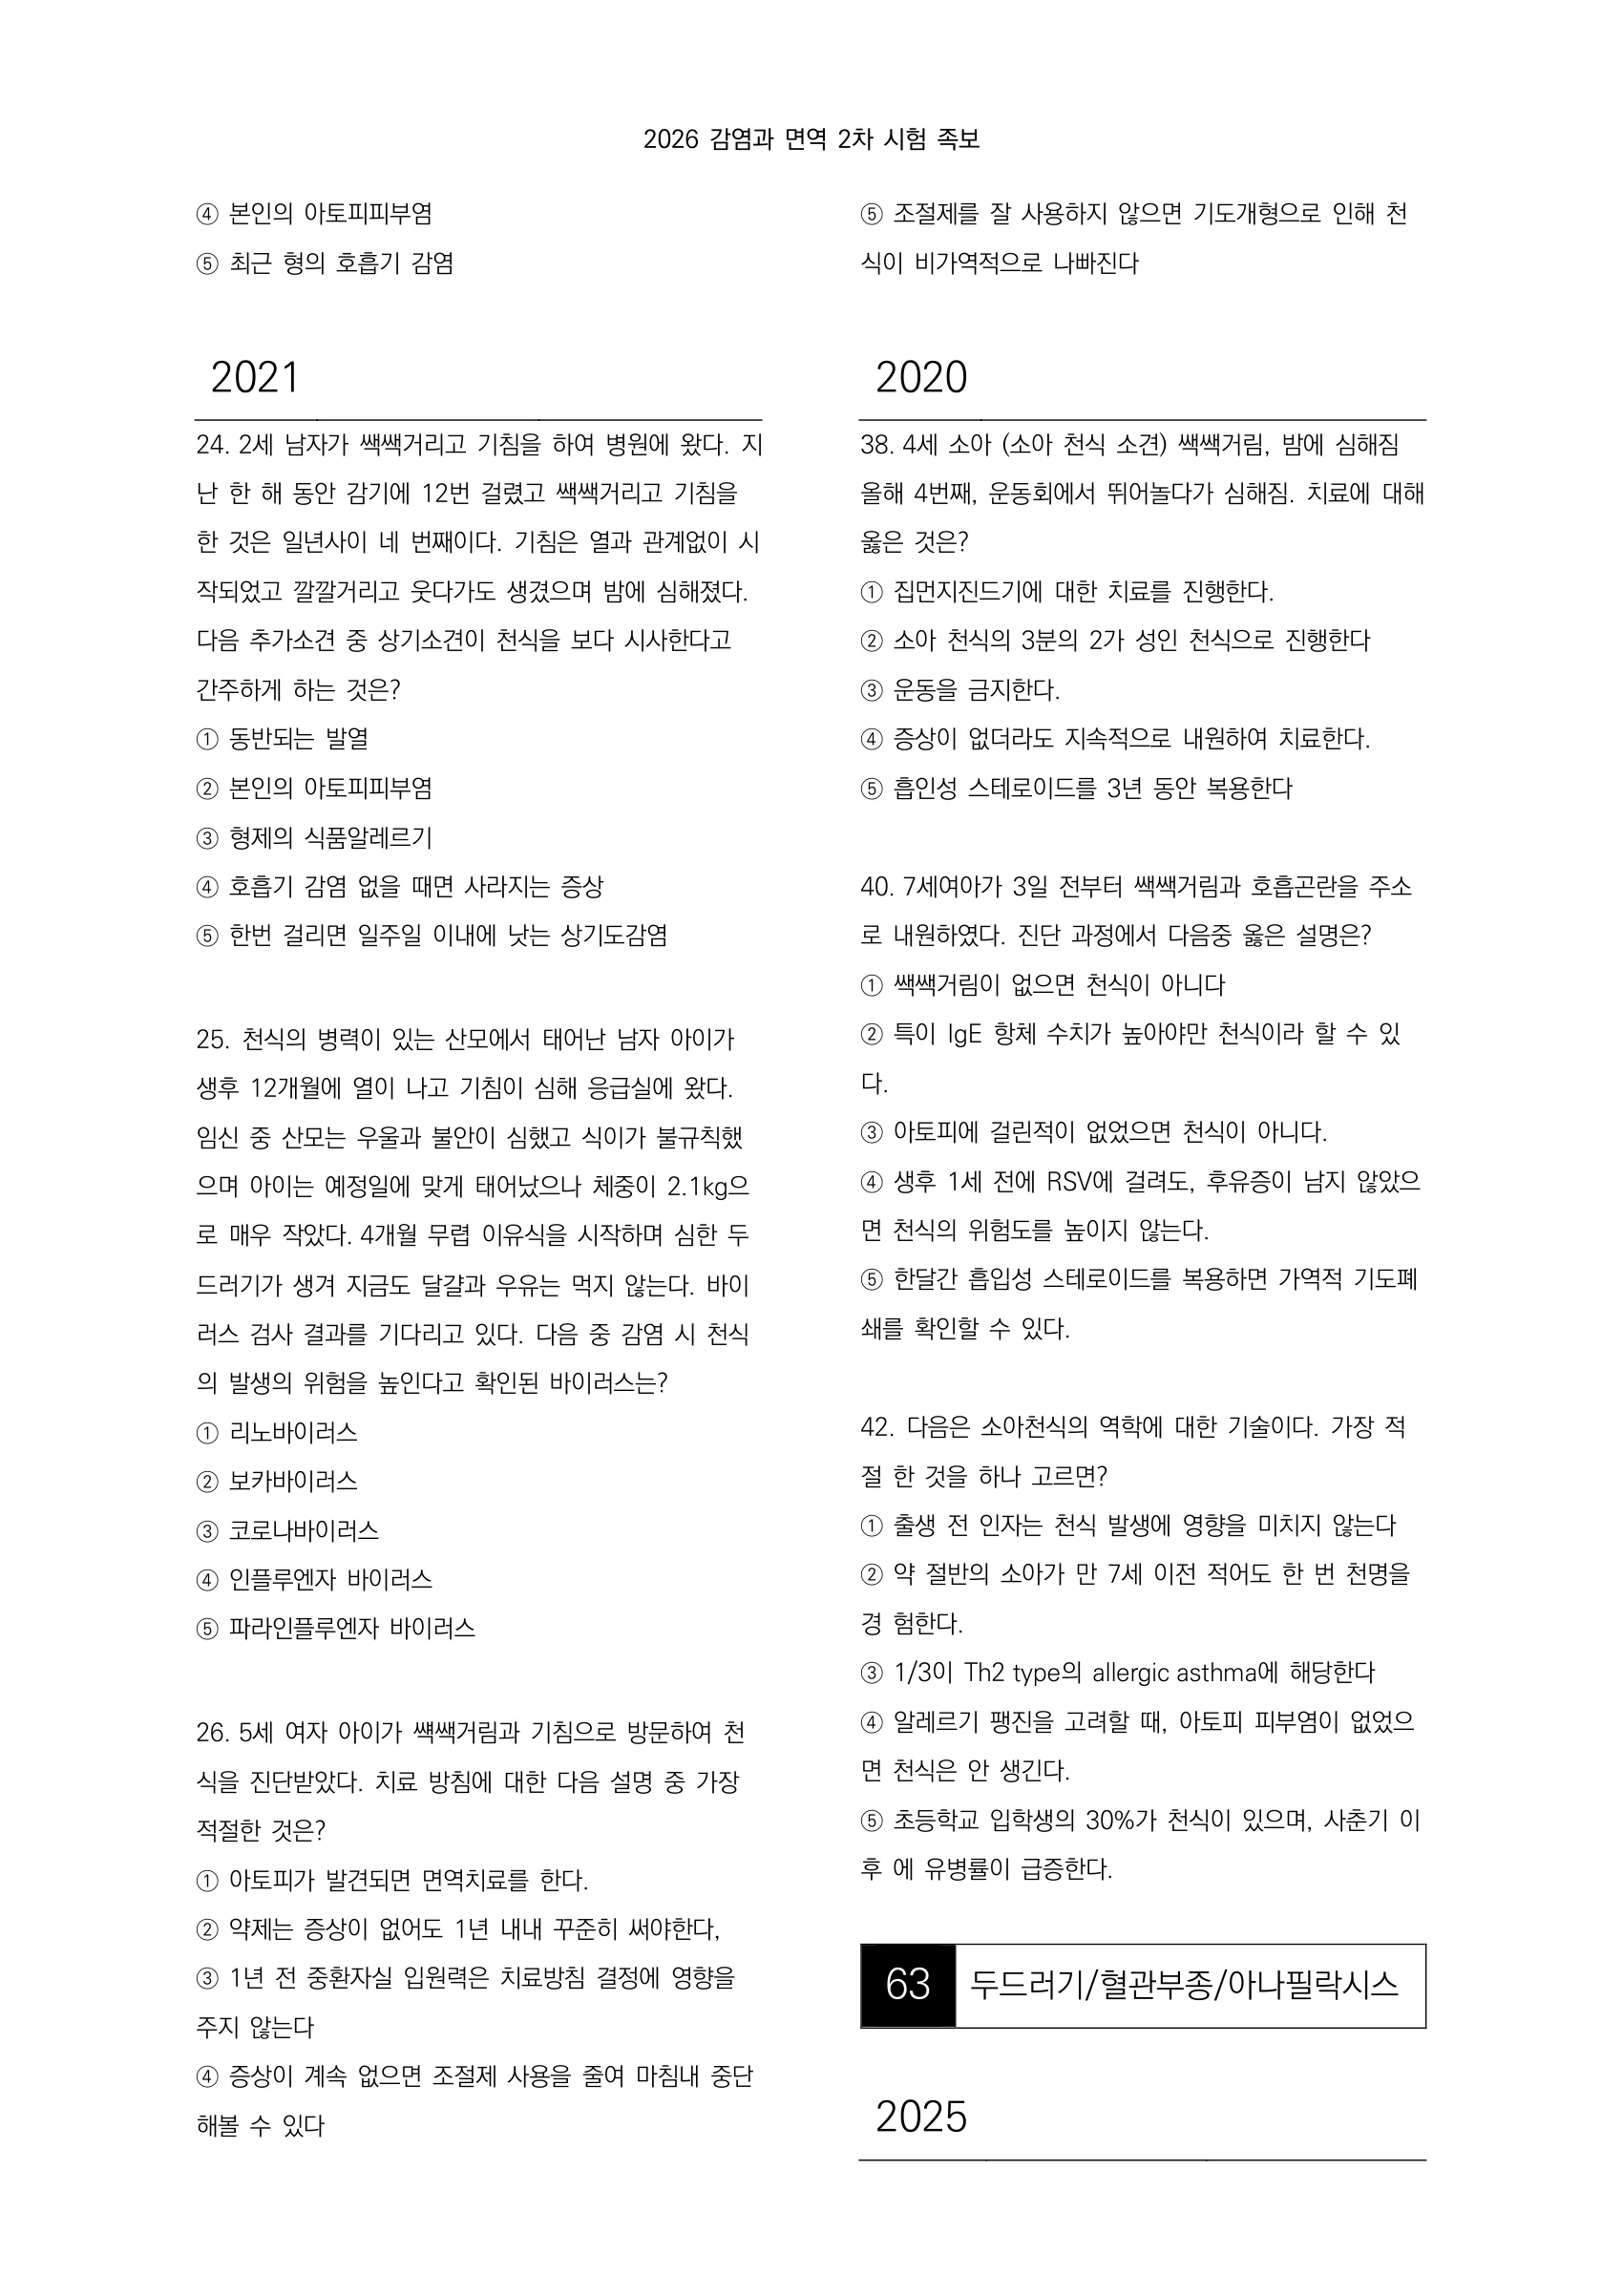 2026 감염과 면역 2차 시험 족보
④ 본인의 아토피피부염
⑤ 최근 형의 호흡기 감염
2021
24. 2세 남자가 쌕쌕거리고 기침을 하여 병원에 왔다. 지
난 한 해 동안 감기에 12번 걸렸고 쌕쌕거리고 기침을
한 것은 일년사이 네 번째이다. 기침은 열과 관계없이 시
작되었고 깔깔거리고 웃다가도 생겼으며 밤에 심해졌다.
다음 추가소견 중 상기소견이 천식을 보다 시사한다고
간주하게 하는 것은?
① 동반되는 발열
② 본인의 아토피피부염
③ 형제의 식품알레르기
④ 호흡기 감염 없을 때면 사라지는 증상
⑤ 한번 걸리면 일주일 이내에 낫는 상기도감염
25. 천식의 병력이 있는 산모에서 태어난 남자 아이가
생후 12개월에 열이 나고 기침이 심해 응급실에 왔다.
임신 중 산모는 우울과 불안이 심했고 식이가 불규칙했
으며 아이는 예정일에 맞게 태어났으나 체중이 2.1kg으
로 매우 작았다. 4개월 무렵 이유식을 시작하며 심한 두
드러기가 생겨 지금도 달걀과 우유는 먹지 않는다. 바이
러스 검사 결과를 기다리고 있다. 다음 중 감염 시 천식
의 발생의 위험을 높인다고 확인된 바이러스는?
① 리노바이러스
② 보카바이러스
③ 코로나바이러스
④ 인플루엔자 바이러스
⑤ 파라인플루엔자 바이러스
26. 5세 여자 아이가 썍쌕거림과 기침으로 방문하여 천
식을 진단받았다. 치료 방침에 대한 다음 설명 중 가장
적절한 것은?
① 아토피가 발견되면 면역치료를 한다.
② 약제는 증상이 없어도 1년 내내 꾸준히 써야한다,
③ 1년 전 중환자실 입원력은 치료방침 결정에 영향을
주지 않는다
④ 증상이 계속 없으면 조절제 사용을 줄여 마침내 중단
해볼 수 있다
⑤ 조절제를 잘 사용하지 않으면 기도개형으로 인해 천
식이 비가역적으로 나빠진다
2020
38. 4세 소아 (소아 천식 소견) 쌕쌕거림, 밤에 심해짐
올해 4번째, 운동회에서 뛰어놀다가 심해짐. 치료에 대해
옳은 것은?
① 집먼지진드기에 대한 치료를 진행한다.
② 소아 천식의 3분의 2가 성인 천식으로 진행한다
③ 운동을 금지한다.
④ 증상이 없더라도 지속적으로 내원하여 치료한다.
⑤ 흡인성 스테로이드를 3년 동안 복용한다
40. 7세여아가 3일 전부터 쌕쌕거림과 호흡곤란을 주소
로 내원하였다. 진단 과정에서 다음중 옳은 설명은?
① 쌕쌕거림이 없으면 천식이 아니다
② 특이 IgE 항체 수치가 높아야만 천식이라 할 수 있
다.
③ 아토피에 걸린적이 없었으면 천식이 아니다.
④ 생후 1세 전에 RSV에 걸려도, 후유증이 남지 않았으
면 천식의 위험도를 높이지 않는다.
⑤ 한달간 흡입성 스테로이드를 복용하면 가역적 기도폐
쇄를 확인할 수 있다.
42. 다음은 소아천식의 역학에 대한 기술이다. 가장 적
절 한 것을 하나 고르면?
① 출생 전 인자는 천식 발생에 영향을 미치지 않는다
② 약 절반의 소아가 만 7세 이전 적어도 한 번 천명을
경 험한다.
③ 1/3이 Th2 type의 allergic asthma에 해당한다
④ 알레르기 팽진을 고려할 때, 아토피 피부염이 없었으
면 천식은 안 생긴다.
⑤ 초등학교 입학생의 30%가 천식이 있으며, 사춘기 이
후 에 유병률이 급증한다.
63 두드러기/혈관부종/아나필락시스
2025